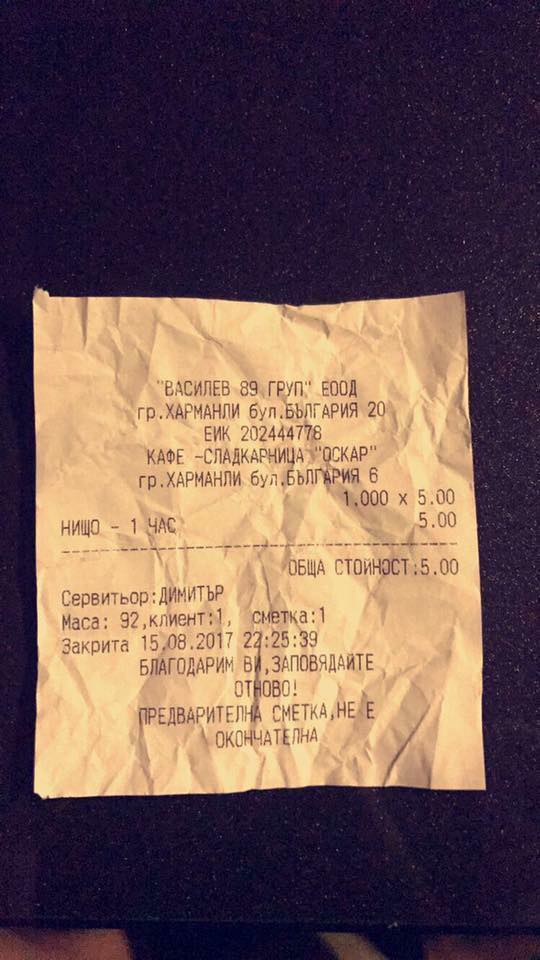 "ВАСИЛЕВ 89 ГРУП" ЕООД
гр.ХАРМАНЛИ бул.БЪЛГАРИЯ 20
ЕИК 202444778
КАФЕ -СЛАДКАРНИЦА "ОСКАР"
гр.ХАРМАНЛИ бул.БЪЛГАРИЯ 6
1.000 x 5.00
НИЩО - 1 ЧАС 5.00
ОБЩА СТОЙНОСТ:5.00
Сервитьор:ДИМИТЪР
Маса: 92,клиент:1, сметка:1
Закрита 15.08.2017 22:25:39
БЛАГОДАРИМ ВИ,ЗАПОВЯДАЙТЕ
ОТНОВО!
ПРЕДВАРИТЕЛНА СМЕТКА,НЕ Е
ОКОНЧАТЕЛНА